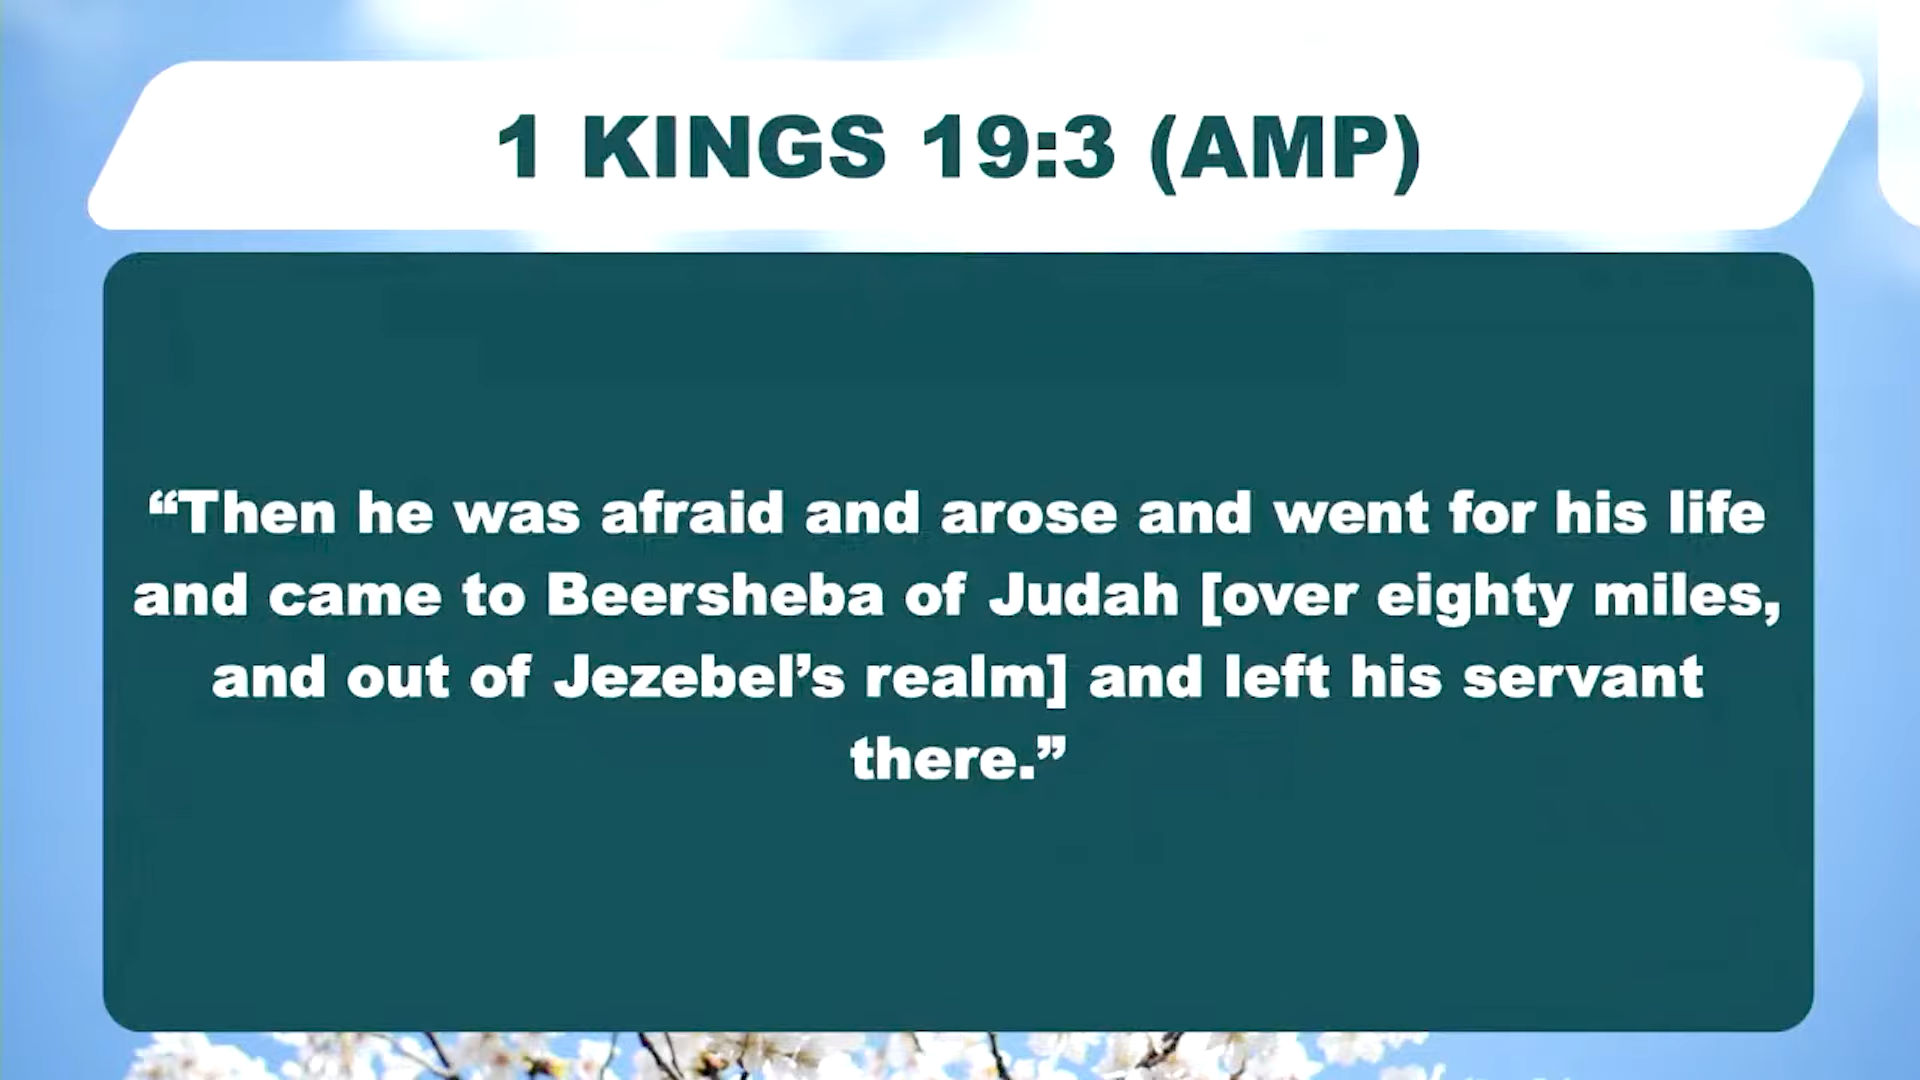 1 KINGS 19:3 (AMP)
“Then he was afraid and arose and went for his life
and came to Beersheba of Judah [over eighty miles,
and out of Jezebel’s realm] and left his servant
there.”